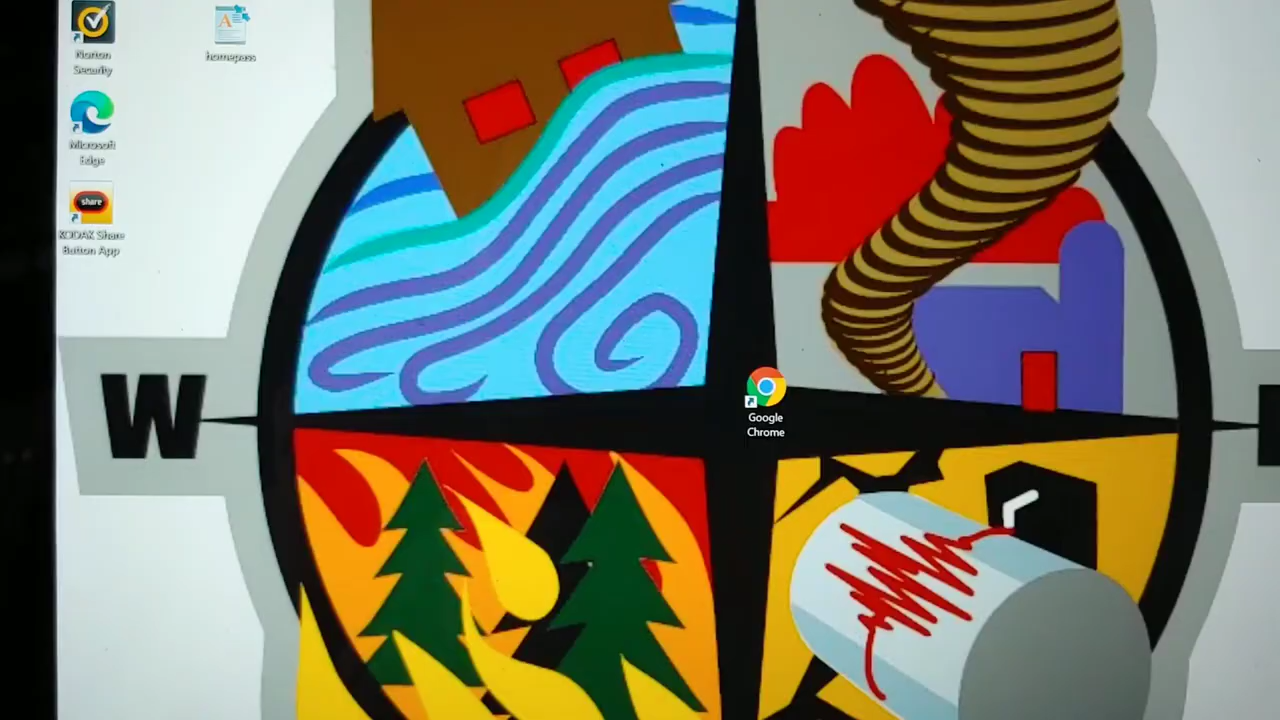 Norton
Security
homepass
Microsoft
Edge
share
KODAK Share
Button App
W
Google
Chrome